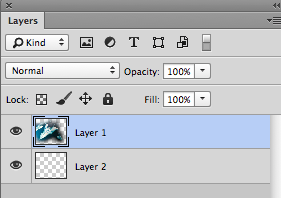 Layers
Kind
Normal Opacity: 100%
Lock: Fill: 100%
Layer 1
Layer 2